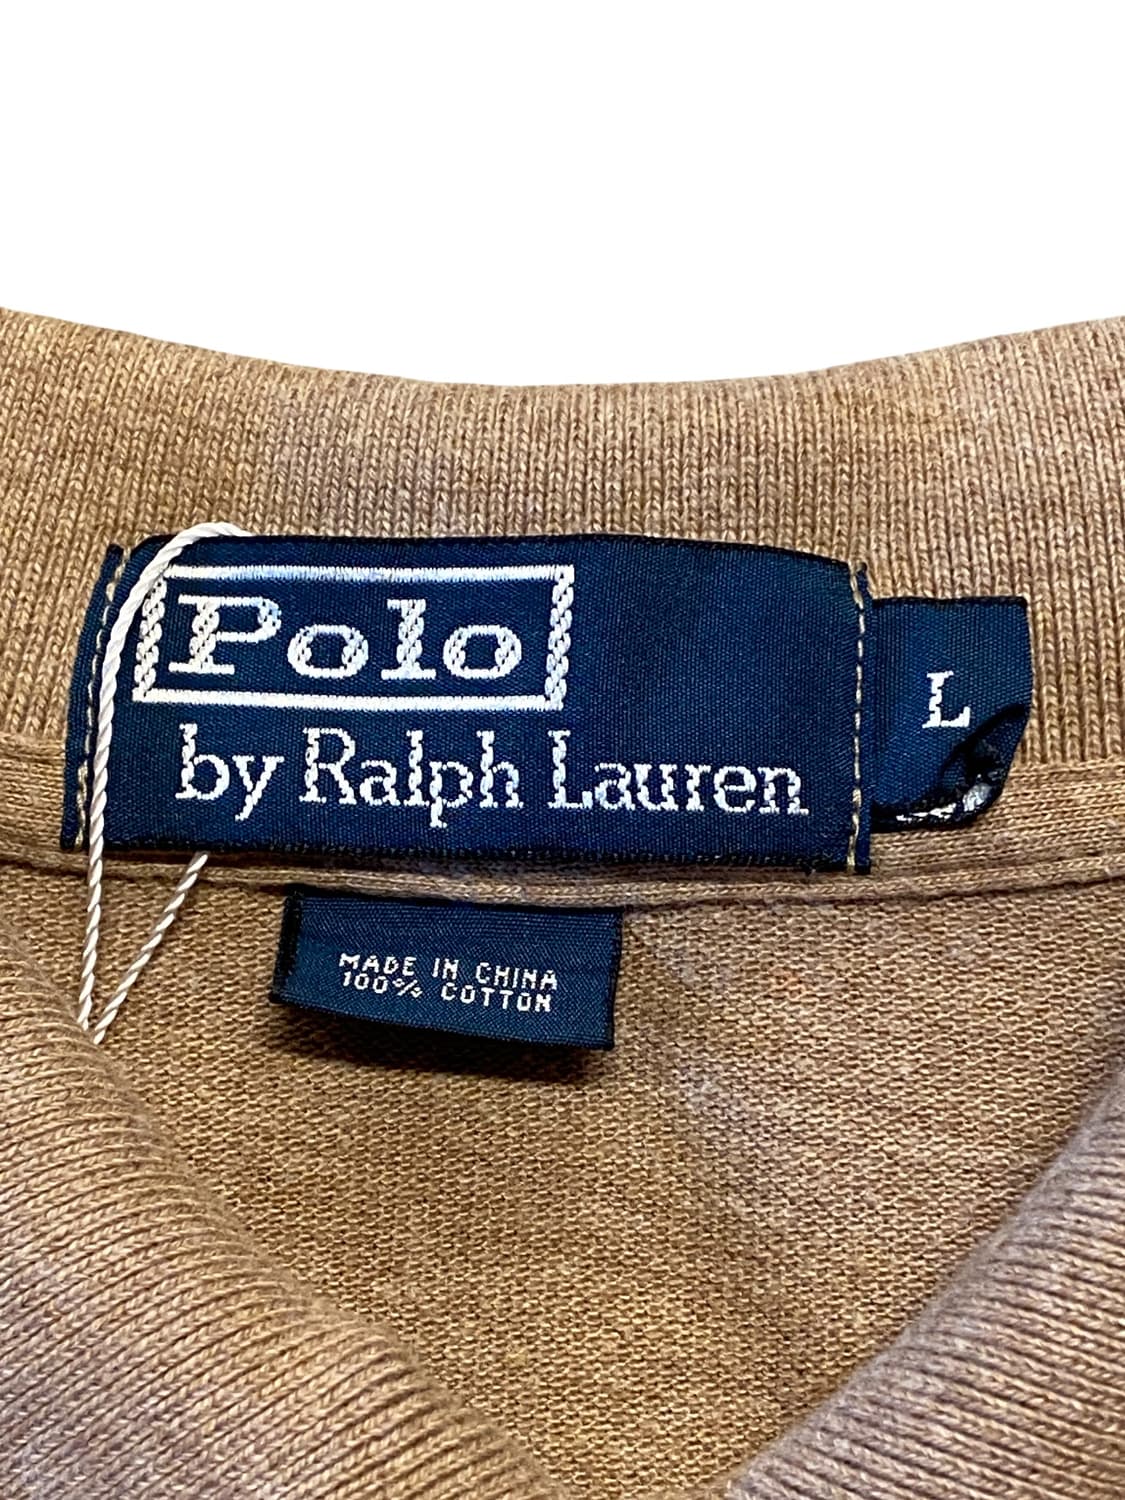 Polo
by Ralph Lauren
L
MADE IN CHINA
100% COTTON